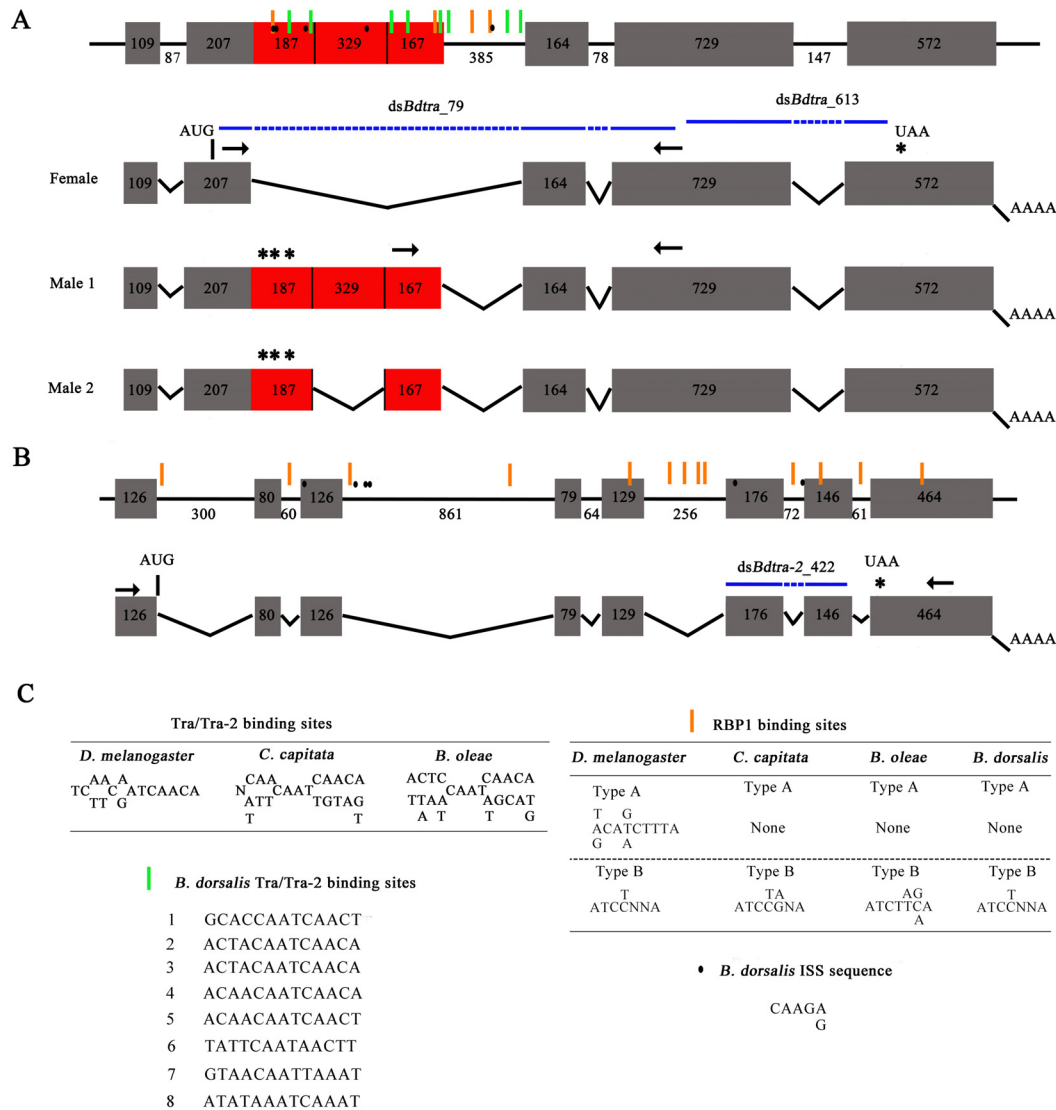 A
109 207 187 329 167 164 729 572
87 385 78 147
dsBdtra_79
dsBdtra_613
AUG
UAA
*
Female
109 207 164 729 572
AAAA
***
Male 1
109 207 187 329 167 164 729 572
AAAA
***
Male 2
109 207 187 167 164 729 572
AAAA
B
126 80 126 79 129 176 146 464
300 60 861 64 256 72 61
AUG
dsBdtra-2_422
UAA
*
126 80 126 79 129 176 146 464
AAAA
C
Tra/Tra-2 binding sites
D. melanogaster C. capitata B. oleae
AA A
TC C ATCAACA
TT G
CAA CAACA
N CAAT
ATT TGTAG
T T
ACTC CAACA
CAAT
TTAA AGCAT
A T T G
B. dorsalis Tra/Tra-2 binding sites
1 GCACCAATCAACT
2 ACTACAATCAACA
3 ACTACAATCAACA
4 ACAACAATCAACA
5 ACAACAATCAACT
6 TATTCAATAACTT
7 GTAACAATTAAAT
8 ATATAAATCAAAT
RBP1 binding sites
D. melanogaster C. capitata B. oleae B. dorsalis
Type A Type A Type A Type A
T G
ACATCTTTA None None None
G A
Type B Type B Type B Type B
T TA AG T
ATCCNNA ATCCGNA ATCTTCA ATCCNNA
A
B. dorsalis ISS sequence
CAAGA
G